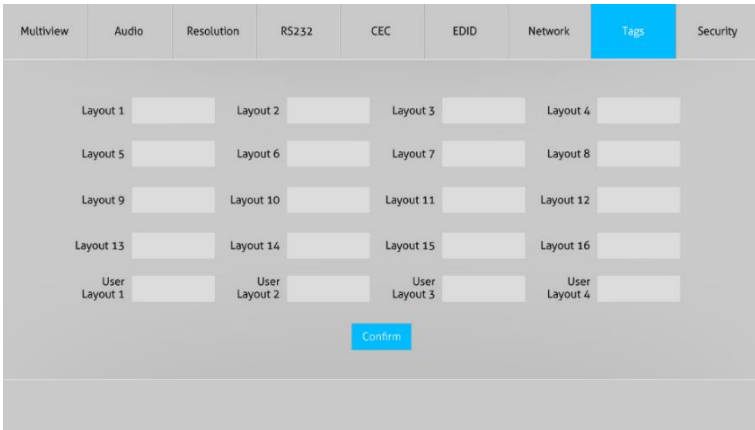 Multiview Audio Resolution RS232 CEC EDID Network Tags Security
Layout 1 Layout 2 Layout 3 Layout 4
Layout 5 Layout 6 Layout 7 Layout 8
Layout 9 Layout 10 Layout 11 Layout 12
Layout 13 Layout 14 Layout 15 Layout 16
User Layout 1 User Layout 2 User Layout 3 User Layout 4
Confirm